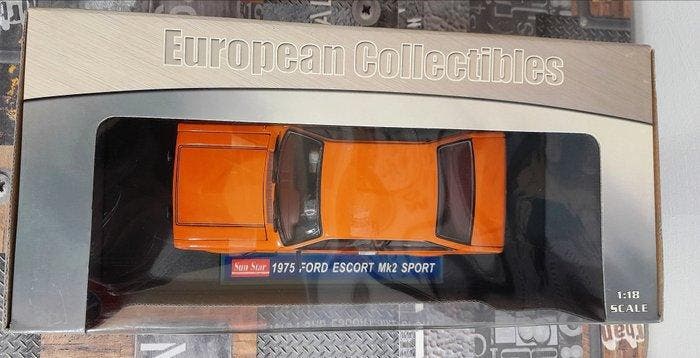 European Collectibles
Sun Star 1975 FORD ESCORT Mk2 SPORT
1:18
SCALE